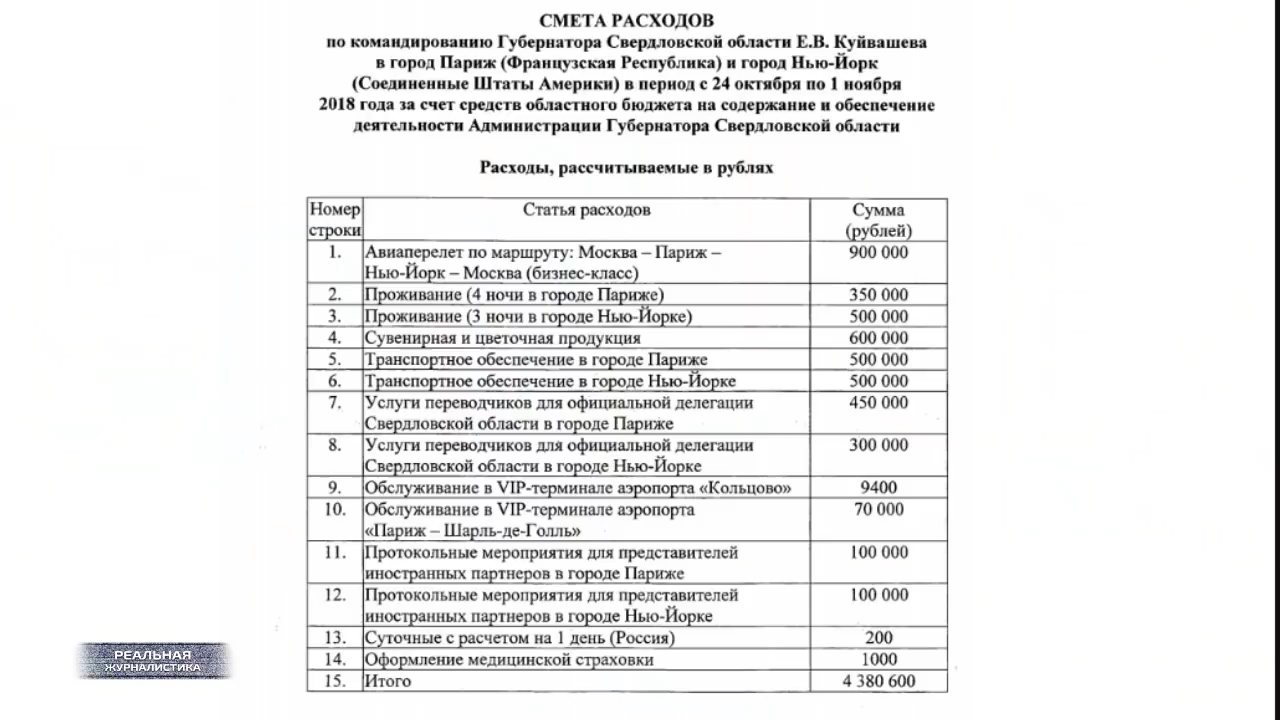 СМЕТА РАСХОДОВ
по командированию Губернатора Свердловской области Е.В. Куйвашева
в город Париж (Французская Республика) и город Нью-Йорк
(Соединенные Штаты Америки) в период с 24 октября по 1 ноября
2018 года за счет средств областного бюджета на содержание и обеспечение
деятельности Администрации Губернатора Свердловской области
Расходы, рассчитываемые в рублях
Номер строки Статья расходов Сумма (рублей)
1. Авиаперелет по маршруту: Москва – Париж – 900 000
Нью-Йорк – Москва (бизнес-класс)
2. Проживание (4 ночи в городе Париже) 350 000
3. Проживание (3 ночи в городе Нью-Йорке) 500 000
4. Сувенирная и цветочная продукция 600 000
5. Транспортное обеспечение в городе Париже 500 000
6. Транспортное обеспечение в городе Нью-Йорке 500 000
7. Услуги переводчиков для официальной делегации 450 000
Свердловской области в городе Париже
8. Услуги переводчиков для официальной делегации 300 000
Свердловской области в городе Нью-Йорке
9. Обслуживание в VIP-терминале аэропорта «Кольцово» 9400
10. Обслуживание в VIP-терминале аэропорта 70 000
«Париж – Шарль-де-Голль»
11. Протокольные мероприятия для представителей 100 000
иностранных партнеров в городе Париже
12. Протокольные мероприятия для представителей 100 000
иностранных партнеров в городе Нью-Йорке
13. Суточные с расчетом на 1 день (Россия) 200
14. Оформление медицинской страховки 1000
15. Итого 4 380 600
РЕАЛЬНАЯ
ЖУРНАЛИСТИКА